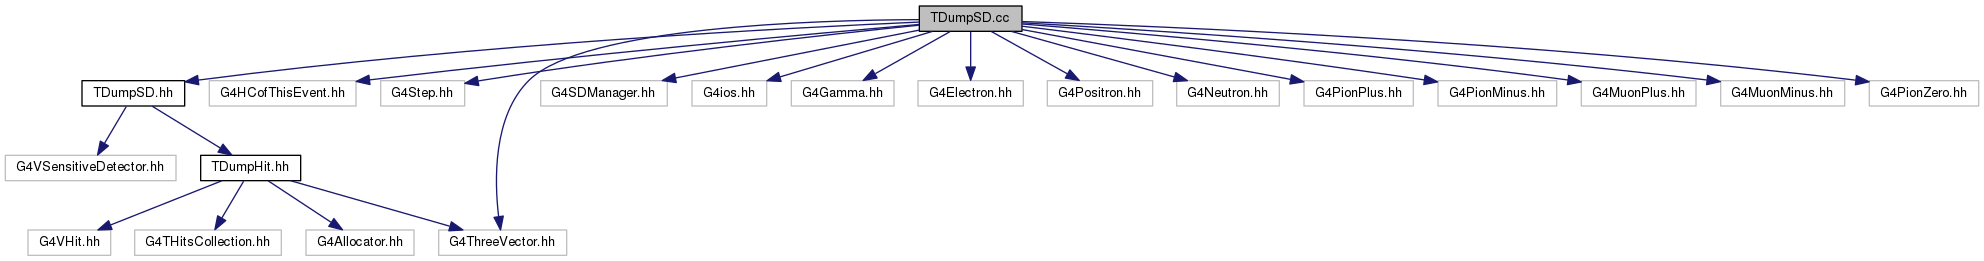 TDumpSD.cc
TDumpSD.hh
G4HCofThisEvent.hh
G4Step.hh
G4SDManager.hh
G4ios.hh
G4Gamma.hh
G4Electron.hh
G4Positron.hh
G4Neutron.hh
G4PionPlus.hh
G4PionMinus.hh
G4MuonPlus.hh
G4MuonMinus.hh
G4PionZero.hh
G4VSensitiveDetector.hh
TDumpHit.hh
G4VHit.hh
G4THitsCollection.hh
G4Allocator.hh
G4ThreeVector.hh